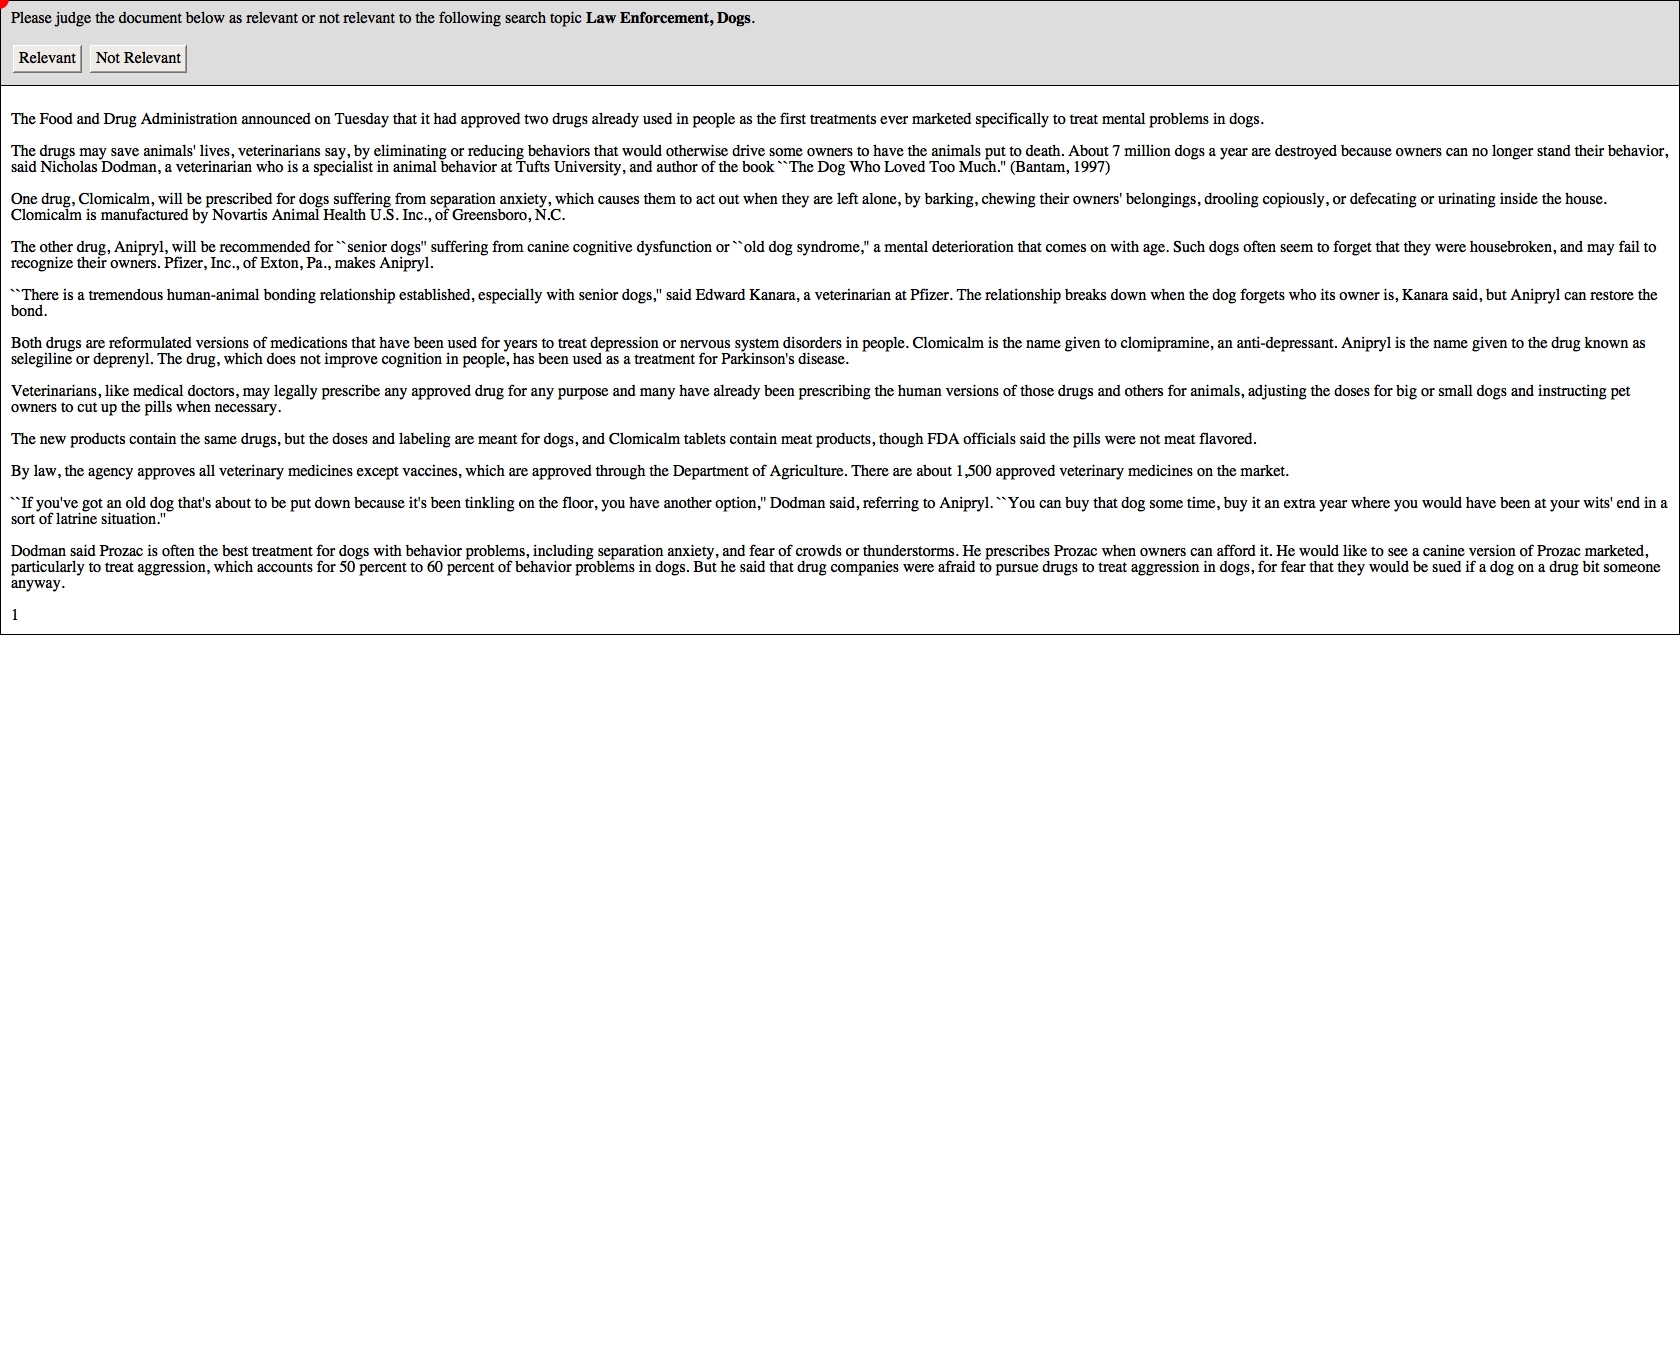 Please judge the document below as relevant or not relevant to the following search topic Law Enforcement, Dogs.
Relevant Not Relevant
The Food and Drug Administration announced on Tuesday that it had approved two drugs already used in people as the first treatments ever marketed specifically to treat mental problems in dogs.
The drugs may save animals' lives, veterinarians say, by eliminating or reducing behaviors that would otherwise drive some owners to have the animals put to death. About 7 million dogs a year are destroyed because owners can no longer stand their behavior,
said Nicholas Dodman, a veterinarian who is a specialist in animal behavior at Tufts University, and author of the book ``The Dog Who Loved Too Much.'' (Bantam, 1997)
One drug, Clomicalm, will be prescribed for dogs suffering from separation anxiety, which causes them to act out when they are left alone, by barking, chewing their owners' belongings, drooling copiously, or defecating or urinating inside the house.
Clomicalm is manufactured by Novartis Animal Health U.S. Inc., of Greensboro, N.C.
The other drug, Anipryl, will be recommended for ``senior dogs'' suffering from canine cognitive dysfunction or ``old dog syndrome,'' a mental deterioration that comes on with age. Such dogs often seem to forget that they were housebroken, and may fail to
recognize their owners. Pfizer, Inc., of Exton, Pa., makes Anipryl.
``There is a tremendous human-animal bonding relationship established, especially with senior dogs,'' said Edward Kanara, a veterinarian at Pfizer. The relationship breaks down when the dog forgets who its owner is, Kanara said, but Anipryl can restore the
bond.
Both drugs are reformulated versions of medications that have been used for years to treat depression or nervous system disorders in people. Clomicalm is the name given to clomipramine, an anti-depressant. Anipryl is the name given to the drug known as
selegiline or deprenyl. The drug, which does not improve cognition in people, has been used as a treatment for Parkinson's disease.
Veterinarians, like medical doctors, may legally prescribe any approved drug for any purpose and many have already been prescribing the human versions of those drugs and others for animals, adjusting the doses for big or small dogs and instructing pet
owners to cut up the pills when necessary.
The new products contain the same drugs, but the doses and labeling are meant for dogs, and Clomicalm tablets contain meat products, though FDA officials said the pills were not meat flavored.
By law, the agency approves all veterinary medicines except vaccines, which are approved through the Department of Agriculture. There are about 1,500 approved veterinary medicines on the market.
``If you've got an old dog that's about to be put down because it's been tinkling on the floor, you have another option,'' Dodman said, referring to Anipryl. ``You can buy that dog some time, buy it an extra year where you would have been at your wits' end in a
sort of latrine situation.''
Dodman said Prozac is often the best treatment for dogs with behavior problems, including separation anxiety, and fear of crowds or thunderstorms. He prescribes Prozac when owners can afford it. He would like to see a canine version of Prozac marketed,
particularly to treat aggression, which accounts for 50 percent to 60 percent of behavior problems in dogs. But he said that drug companies were afraid to pursue drugs to treat aggression in dogs, for fear that they would be sued if a dog on a drug bit someone
anyway.
1